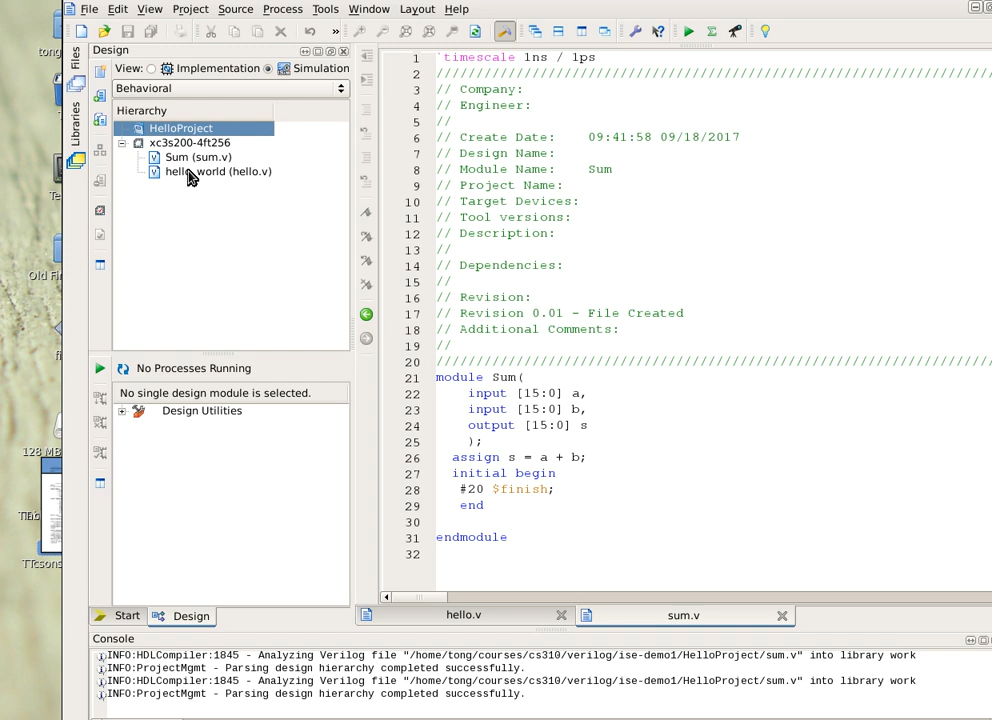 File Edit View Project Source Process Tools Window Layout Help
Design
View: Implementation Simulation
Behavioral
Hierarchy
HelloProject
xc3s200-4ft256
Sum (sum.v)
hello_world (hello.v)
Files
Libraries
No Processes Running
No single design module is selected.
Design Utilities
Start Design
1 `timescale 1ns / 1ps
2 ////////////////////////////////////////////////////////////////////////
3 // Company:
4 // Engineer:
5 //
6 // Create Date: 09:41:58 09/18/2017
7 // Design Name:
8 // Module Name: Sum
9 // Project Name:
10 // Target Devices:
11 // Tool versions:
12 // Description:
13 //
14 // Dependencies:
15 //
16 // Revision:
17 // Revision 0.01 - File Created
18 // Additional Comments:
19 //
20 ////////////////////////////////////////////////////////////////////////
21 module Sum(
22 input [15:0] a,
23 input [15:0] b,
24 output [15:0] s
25 );
26 assign s = a + b;
27 initial begin
28 #20 $finish;
29 end
30
31 endmodule
32
hello.v sum.v
Console
INFO:HDLCompiler:1845 - Analyzing Verilog file "/home/tong/courses/cs310/verilog/ise-demo1/HelloProject/sum.v" into library work
INFO:ProjectMgmt - Parsing design hierarchy completed successfully.
INFO:HDLCompiler:1845 - Analyzing Verilog file "/home/tong/courses/cs310/verilog/ise-demo1/HelloProject/sum.v" into library work
INFO:ProjectMgmt - Parsing design hierarchy completed successfully.
tong
Old Fi
128 MB
TTcsons